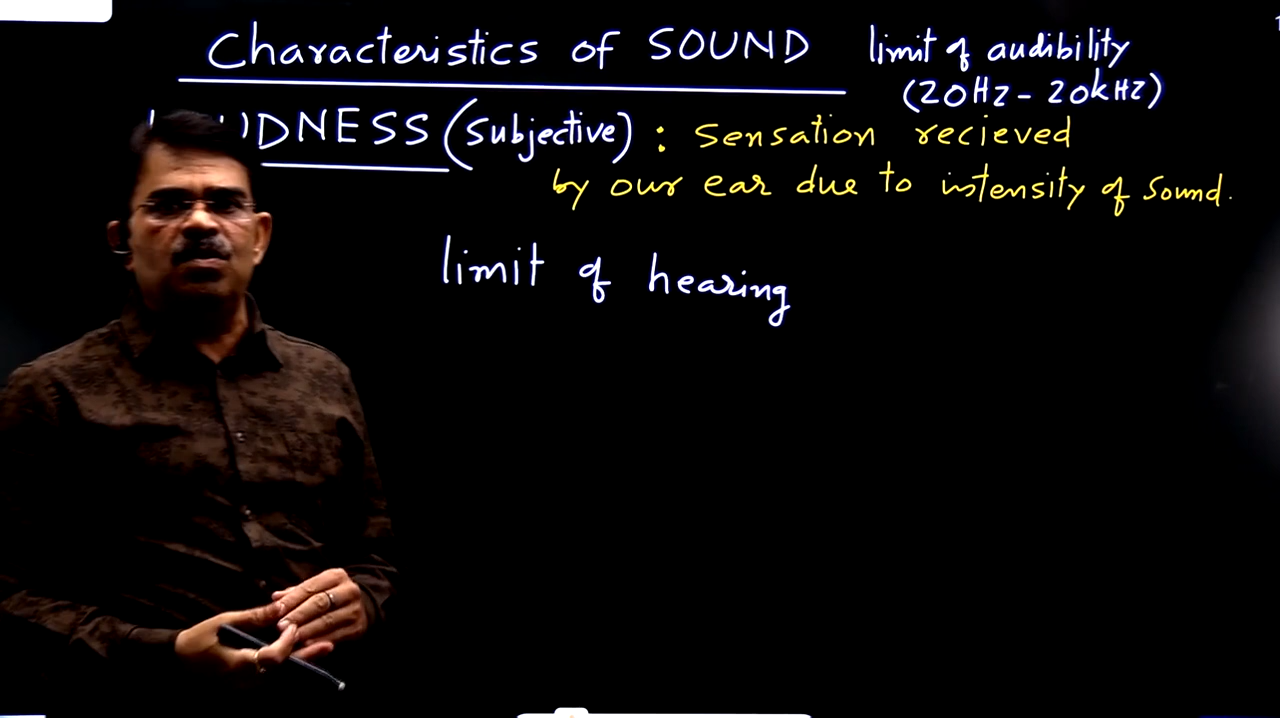 Characteristics of SOUND limit of audibility
(20Hz - 20kHz)
(Subjective) : Sensation recieved
by our ear due to intensity of Sound.
limit of hearing